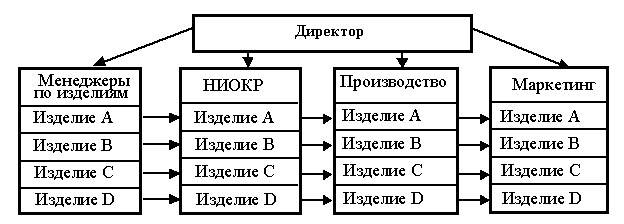 Директор
Менеджеры
по изделиям
НИОКР
Производство
Маркетинг
Изделие A
Изделие A
Изделие A
Изделие A
Изделие B
Изделие B
Изделие B
Изделие B
Изделие C
Изделие C
Изделие C
Изделие C
Изделие D
Изделие D
Изделие D
Изделие D